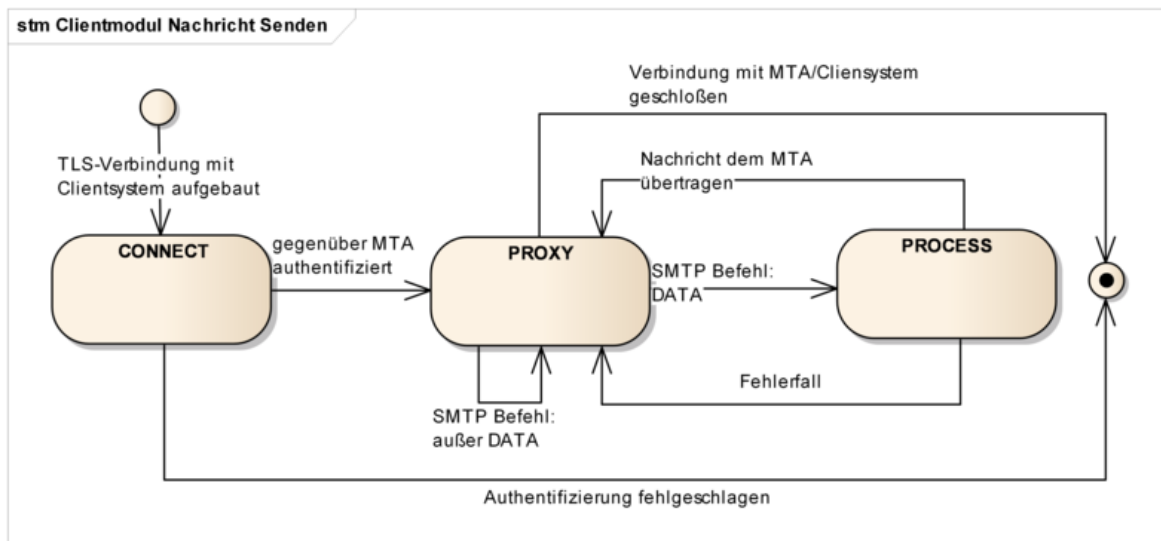 stm Clientmodul Nachricht Senden
Verbindung mit MTA/Cliensystem
geschloßen
TLS-Verbindung mit
Clientsystem aufgebaut
Nachricht dem MTA
übertragen
CONNECT
gegenüber MTA
authentifiziert
PROXY
SMTP Befehl:
DATA
PROCESS
SMTP Befehl:
außer DATA
Fehlerfall
Authentifizierung fehlgeschlagen